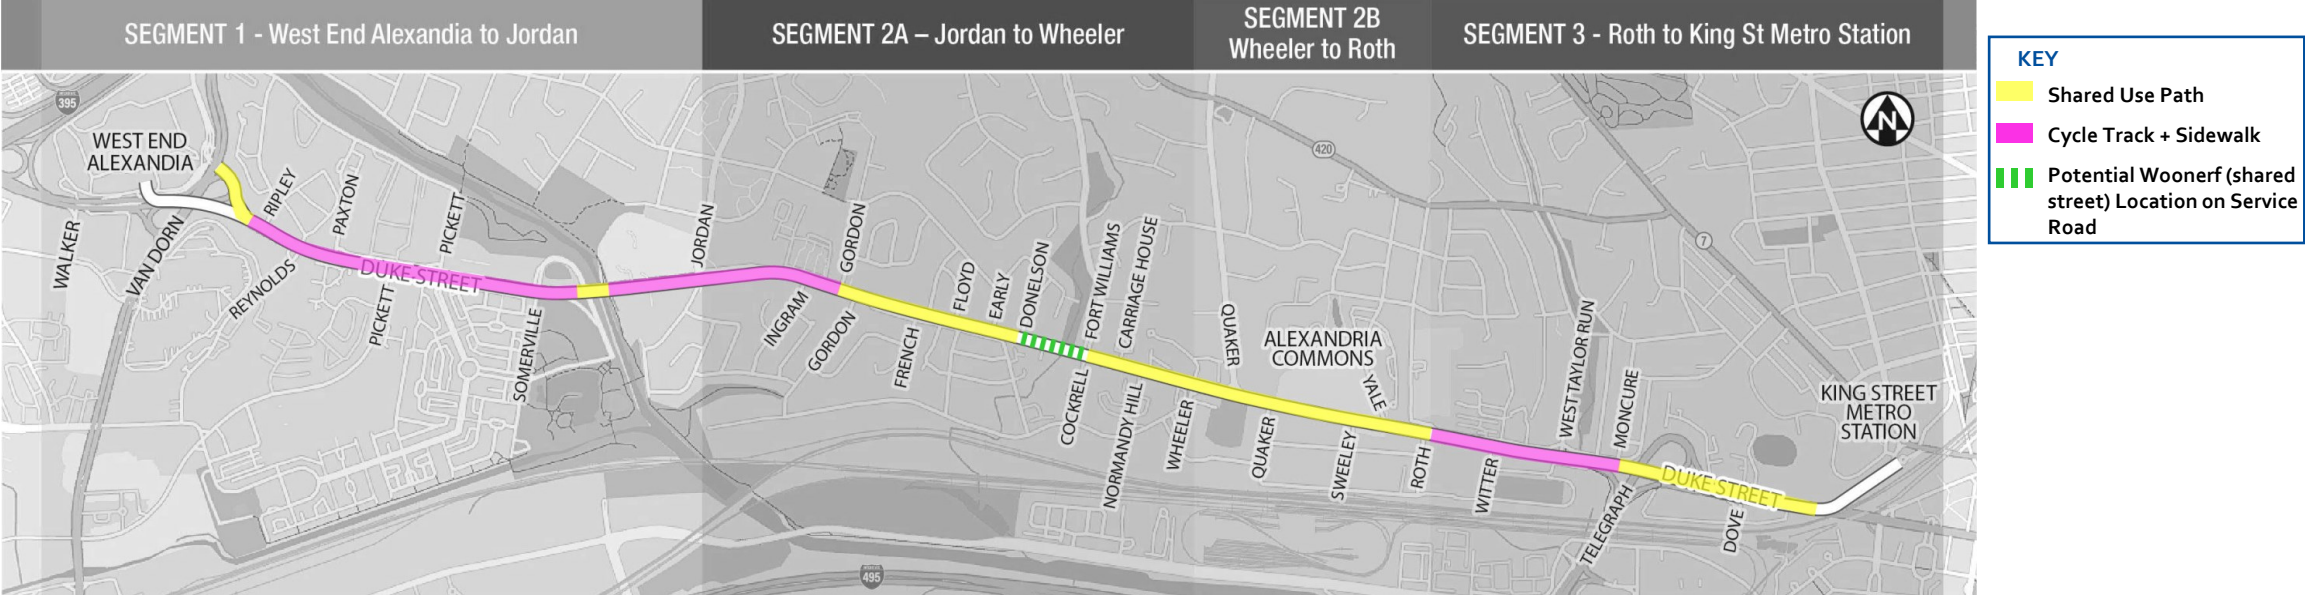 SEGMENT 1 - West End Alexandia to Jordan
SEGMENT 2A – Jordan to Wheeler
SEGMENT 2B
Wheeler to Roth
SEGMENT 3 - Roth to King St Metro Station
KEY
Shared Use Path
Cycle Track + Sidewalk
Potential Woonerf (shared
street) Location on Service
Road
395
WEST END
ALEXANDIA
WALKER
VAN DORN
RIPLEY
REYNOLDS
PAXTON
PICKETT
PICKETT
DUKE STREET
SOMERVILLE
JORDAN
INGRAM
GORDON
GORDON
FRENCH
FLOYD
EARLY
DONELSON
FORT WILLIAMS
CARRIAGE HOUSE
COCKRELL
NORMANDY HILL
WHEELER
QUAKER
QUAKER
ALEXANDRIA
COMMONS
YALE
SWEELEY
ROTH
WITTER
WEST TAYLOR RUN
MONCURE
TELEGRAPH
DUKE STREET
DOVE
KING STREET
METRO
STATION
420
7
495
N